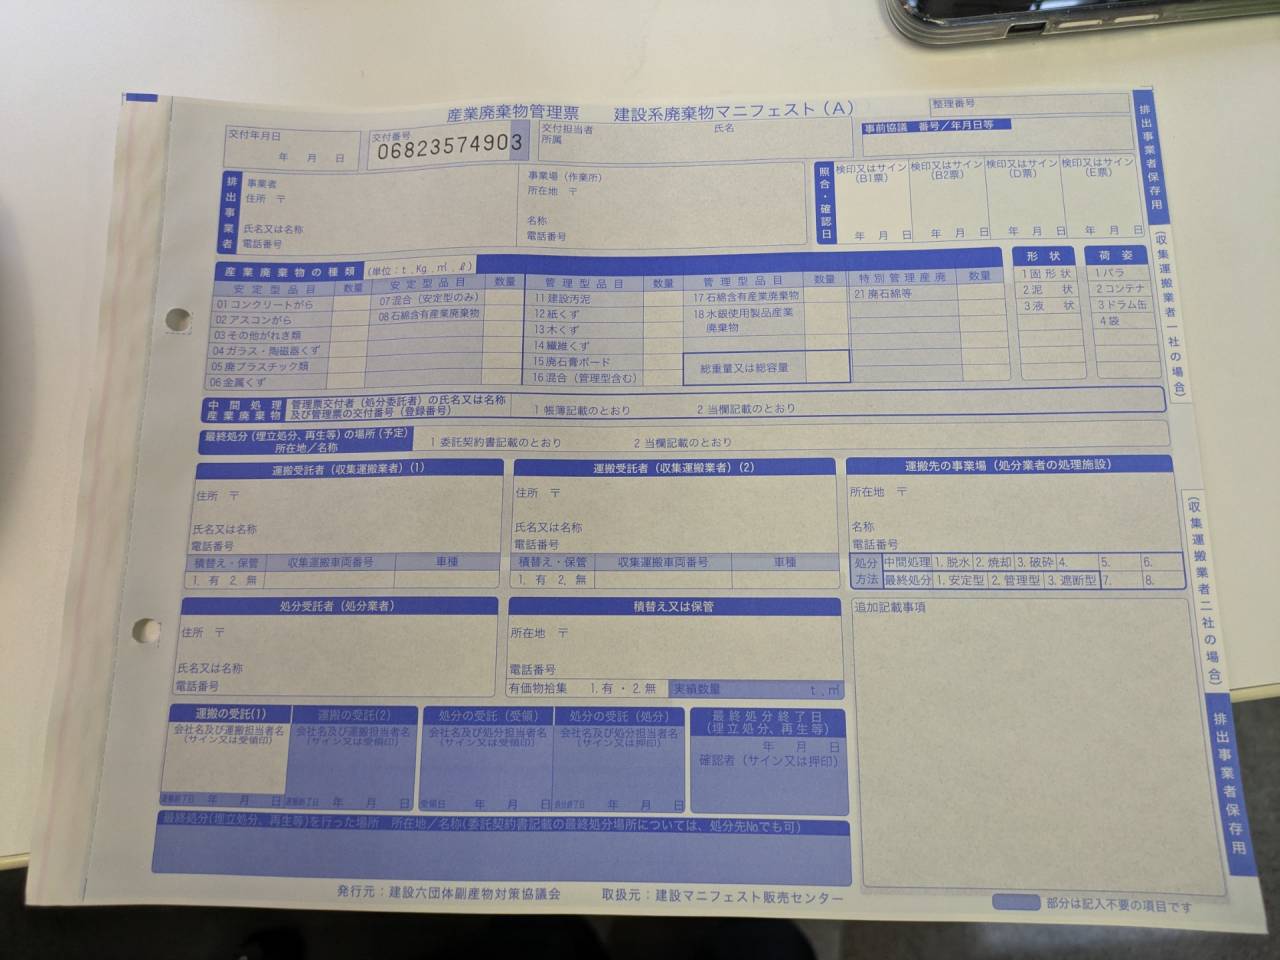 産業廃棄物管理票　建設系廃棄物マニフェスト（A）
整理番号
交付年月日
年　月　日
交付番号
06823574903
交付担当者
所属
氏名
事前協議　番号／年月日等
排出事業者保存用
排出事業者
事業者
住所　〒
氏名又は名称
電話番号
事業場（作業所）
所在地　〒
名称
電話番号
照合・確認日
検印又はサイン（B1票）
年　月　日
検印又はサイン（B2票）
年　月　日
検印又はサイン（D票）
年　月　日
検印又はサイン（E票）
年　月　日
（収集運搬業者一社の場合）
産業廃棄物の種類　（単位：t．Kg．㎥．ℓ）
安定型品目　数量　安定型品目　数量　管理型品目　数量　管理型品目　数量　特別管理産廃　数量
01 コンクリートがら
02 アスコンがら
03 その他がれき類
04 ガラス・陶磁器くず
05 廃プラスチック類
06 金属くず
07 混合（安定型のみ）
08 石綿含有産業廃棄物
11 建設汚泥
12 紙くず
13 木くず
14 繊維くず
15 廃石膏ボード
16 混合（管理型含む）
17 石綿含有産業廃棄物
18 水銀使用製品産業
廃棄物
総重量又は総容量
21 廃石綿等
形状
1 固形状
2 泥状
3 液状
荷姿
1 バラ
2 コンテナ
3 ドラム缶
4 袋
中間処理
産業廃棄物
管理票交付者（処分委託者）の氏名又は名称
及び管理票の交付番号（登録番号）
1 帳簿記載のとおり　2 当欄記載のとおり
最終処分（埋立処分、再生等）の場所（予定）
所在地／名称
1 委託契約書記載のとおり　2 当欄記載のとおり
運搬受託者（収集運搬業者）（1）
住所　〒
氏名又は名称
電話番号
積替え・保管　収集運搬車両番号　車種
1. 有 2. 無
運搬受託者（収集運搬業者）（2）
住所　〒
氏名又は名称
電話番号
積替え・保管　収集運搬車両番号　車種
1. 有 2. 無
運搬先の事業場（処分業者の処理施設）
所在地　〒
名称
電話番号
処分方法
中間処理　1. 脱水　2. 焼却　3. 破砕　4.　5.　6.
最終処分　1. 安定型　2. 管理型　3. 遮断型　7.　8.
（収集運搬業者二社の場合）
処分受託者（処分業者）
住所　〒
氏名又は名称
電話番号
積替え又は保管
所在地　〒
電話番号
有価物拾集　1. 有・2. 無　実績数量　t．㎥
追加記載事項
運搬の受託(1)
会社名及び運搬担当者名
（サイン又は受領印）
運搬終了日　年　月　日
運搬の受託(2)
会社名及び運搬担当者名
（サイン又は受領印）
運搬終了日　年　月　日
処分の受託（受領）
会社名及び処分担当者名
（サイン又は受領印）
受領日　年　月　日
処分の受託（処分）
会社名及び処分担当者名
（サイン又は押印）
処分終了日　年　月　日
最終処分終了日
（埋立処分、再生等）
年　月　日
確認者（サイン又は押印）
最終処分(埋立処分、再生等)を行った場所　所在地／名称(委託契約書記載の最終処分場所については、処分先No.でも可)
排出事業者保存用
発行元：建設六団体副産物対策協議会　取扱元：建設マニフェスト販売センター
部分は記入不要の項目です